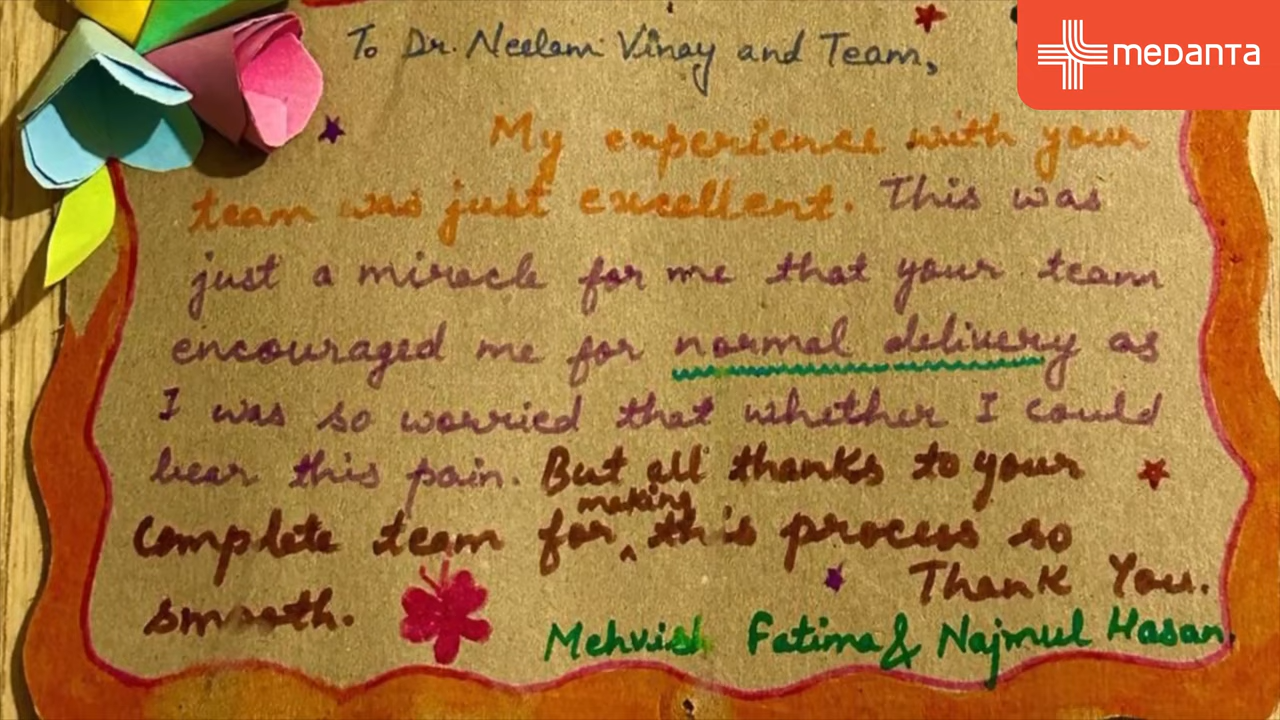 medanta
To Dr. Neelam Vinay and Team,
My experience with your
team was just excellent. This was
just a miracle for me that your team
encouraged me for normal delivery as
I was so worried that whether I could
bear this pain. But all thanks to your
making
Complete team for ^ this process so
smooth.
Thank You.
Mehvish Fatima & Najmul Hasan.